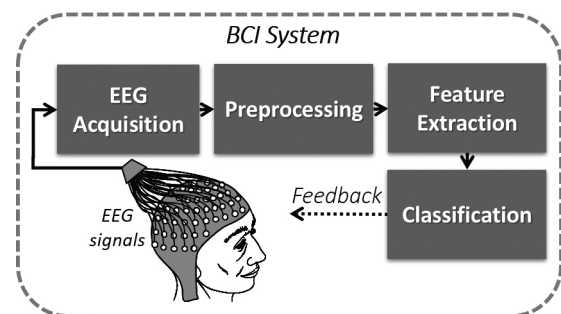 BCI System
EEG
Acquisition
Preprocessing
Feature
Extraction
Feedback
Classification
EEG
signals